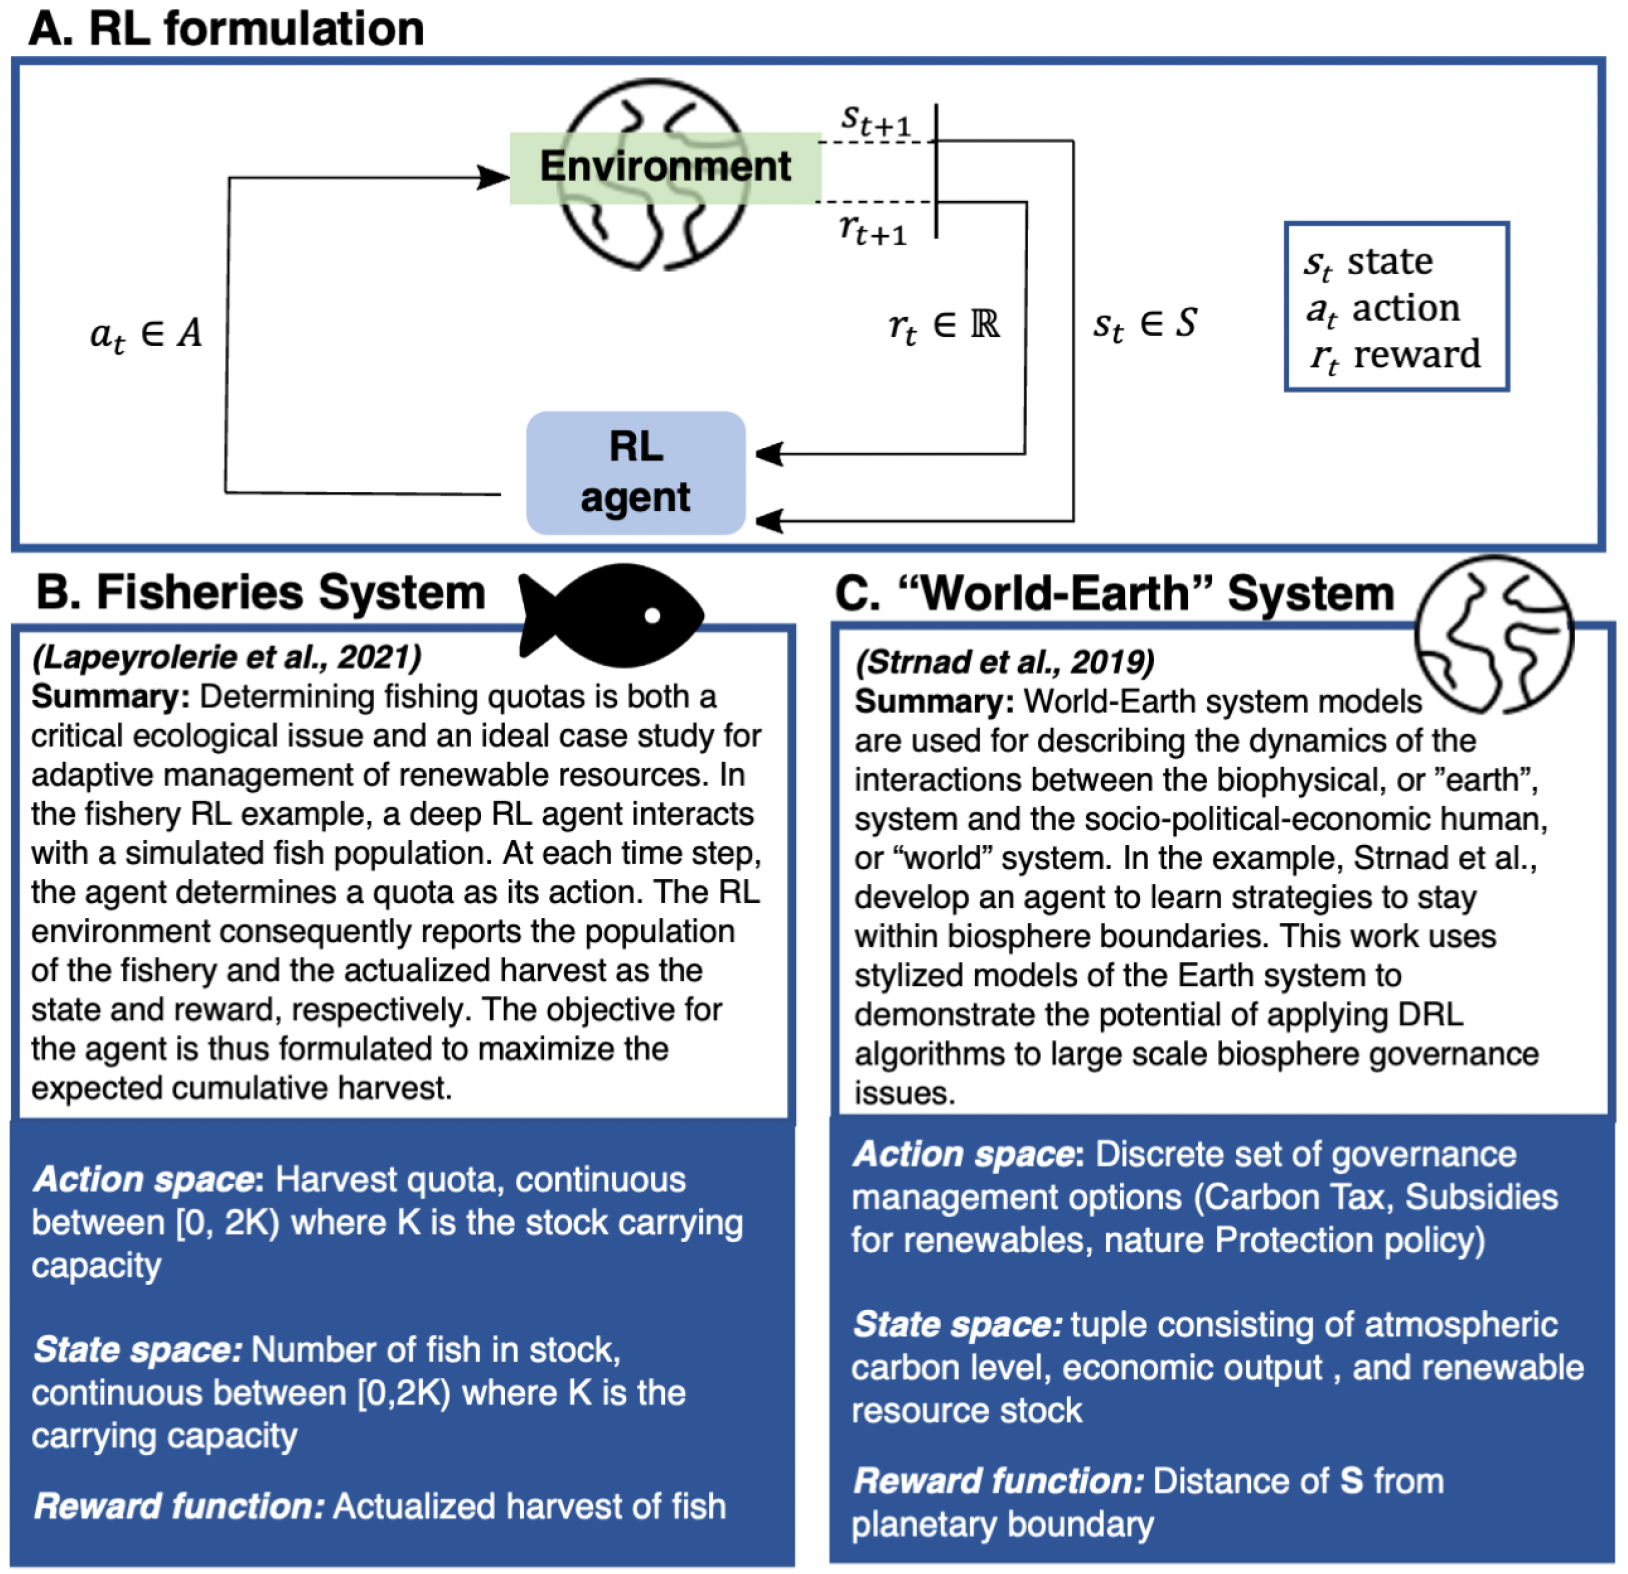 A. RL formulation
s_{t+1}
Environment
r_{t+1}
a_t ∈ A
r_t ∈ ℝ
s_t ∈ S
s_t state
a_t action
r_t reward
RL
agent
B. Fisheries System
(Lapeyrolerie et al., 2021)
Summary: Determining fishing quotas is both a
critical ecological issue and an ideal case study for
adaptive management of renewable resources. In
the fishery RL example, a deep RL agent interacts
with a simulated fish population. At each time step,
the agent determines a quota as its action. The RL
environment consequently reports the population
of the fishery and the actualized harvest as the
state and reward, respectively. The objective for
the agent is thus formulated to maximize the
expected cumulative harvest.
Action space: Harvest quota, continuous
between [0, 2K) where K is the stock carrying
capacity
State space: Number of fish in stock,
continuous between [0,2K) where K is the
carrying capacity
Reward function: Actualized harvest of fish
C. “World-Earth” System
(Strnad et al., 2019)
Summary: World-Earth system models
are used for describing the dynamics of the
interactions between the biophysical, or ”earth”,
system and the socio-political-economic human,
or “world” system. In the example, Strnad et al.,
develop an agent to learn strategies to stay
within biosphere boundaries. This work uses
stylized models of the Earth system to
demonstrate the potential of applying DRL
algorithms to large scale biosphere governance
issues.
Action space: Discrete set of governance
management options (Carbon Tax, Subsidies
for renewables, nature Protection policy)
State space: tuple consisting of atmospheric
carbon level, economic output , and renewable
resource stock
Reward function: Distance of S from
planetary boundary